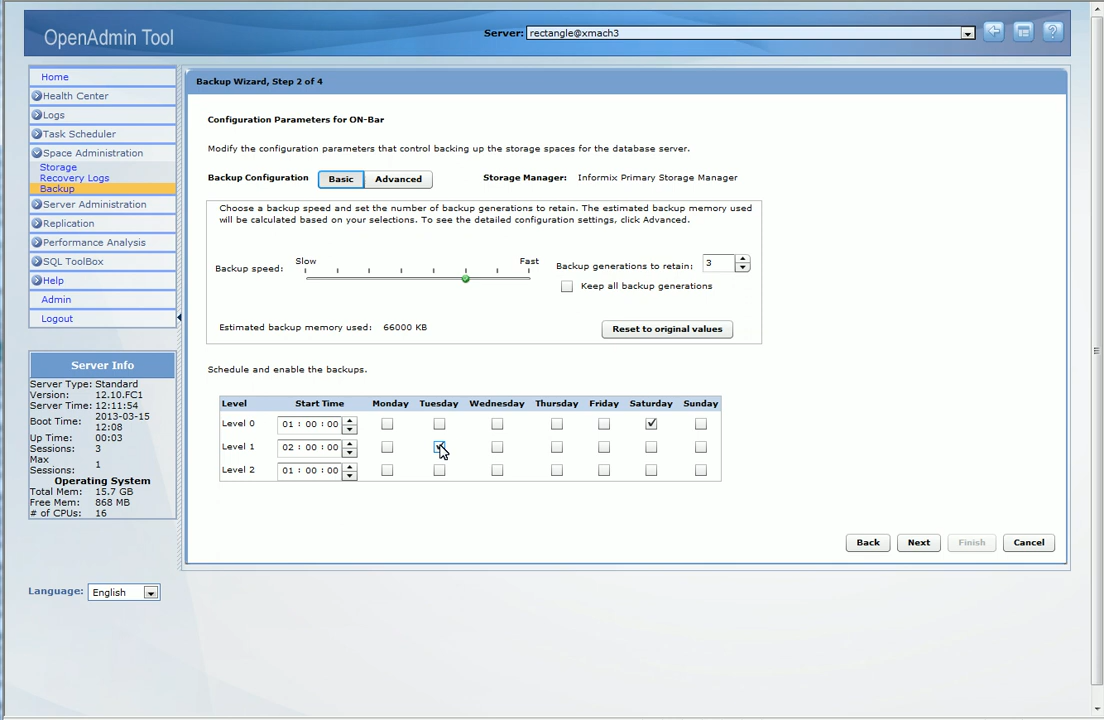 OpenAdmin Tool
Server: rectangle@xmach3
?
Home
Health Center
Logs
Task Scheduler
Space Administration
Storage
Recovery Logs
Backup
Server Administration
Replication
Performance Analysis
SQL ToolBox
Help
Admin
Logout
Server Info
Server Type: Standard
Version: 12.10.FC1
Server Time: 12:11:54
Boot Time: 2013-03-15
12:08
Up Time: 00:03
Sessions: 3
Max
Sessions: 1
Operating System
Total Mem: 15.7 GB
Free Mem: 868 MB
# of CPUs: 16
Language: English
Backup Wizard, Step 2 of 4
Configuration Parameters for ON-Bar
Modify the configuration parameters that control backing up the storage spaces for the database server.
Backup Configuration Basic Advanced Storage Manager: Informix Primary Storage Manager
Choose a backup speed and set the number of backup generations to retain. The estimated backup memory used
will be calculated based on your selections. To see the detailed configuration settings, click Advanced.
Slow Fast
Backup speed: Backup generations to retain: 3
Keep all backup generations
Estimated backup memory used: 66000 KB Reset to original values
Schedule and enable the backups.
Level Start Time Monday Tuesday Wednesday Thursday Friday Saturday Sunday
Level 0 01 : 00 : 00
Level 1 02 : 00 : 00
Level 2 01 : 00 : 00
Back Next Finish Cancel